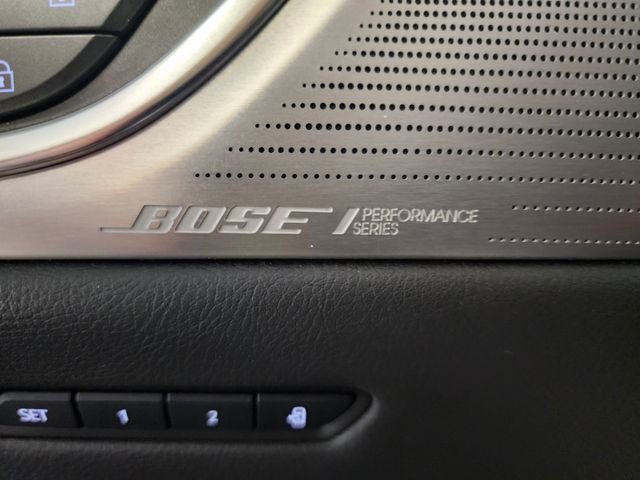 BOSE
PERFORMANCE
SERIES
SET 1 2